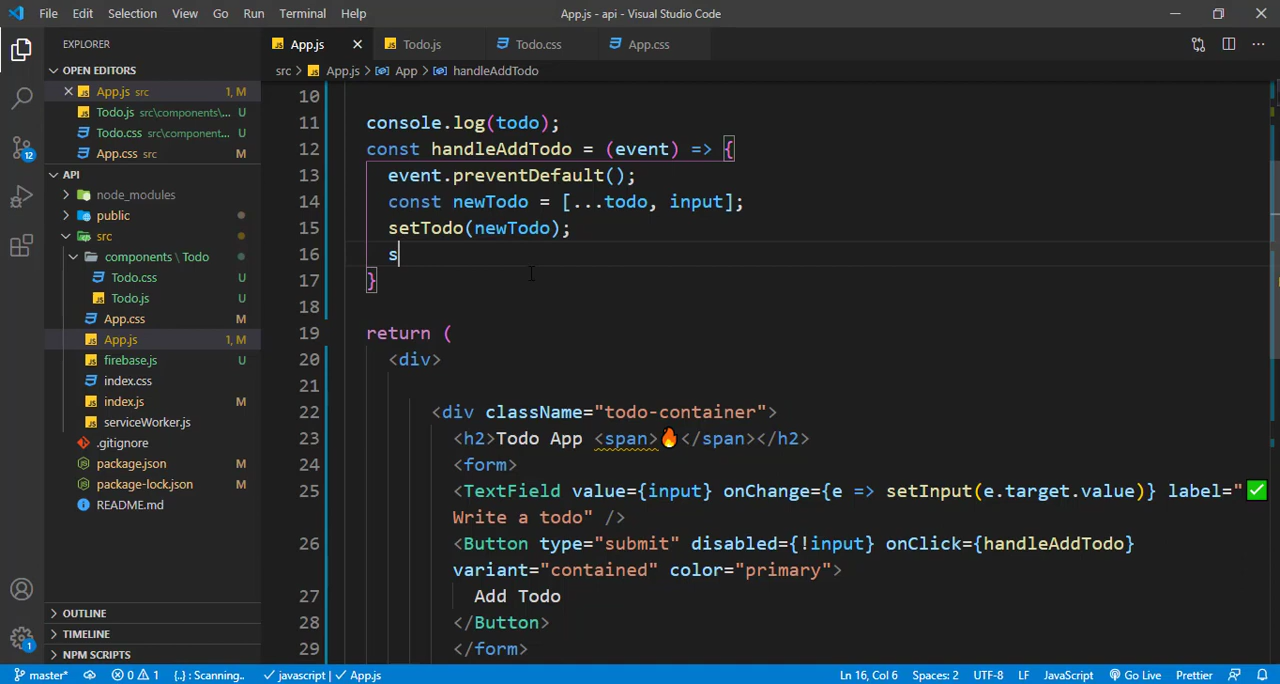 File Edit Selection View Go Run Terminal Help App.js - api - Visual Studio Code
EXPLORER
OPEN EDITORS
App.js src 1, M
Todo.js src\components\... U
Todo.css src\component... U
App.css src M
API
node_modules
public
src
components \ Todo
Todo.css U
Todo.js U
App.css M
App.js 1, M
firebase.js U
index.css
index.js M
serviceWorker.js
.gitignore
package.json M
package-lock.json M
README.md
OUTLINE
TIMELINE
NPM SCRIPTS
App.js Todo.js Todo.css App.css
src > App.js > App > handleAddTodo
10
11 console.log(todo);
12 const handleAddTodo = (event) => {
13 event.preventDefault();
14 const newTodo = [...todo, input];
15 setTodo(newTodo);
16 s
17 }
18
19 return (
20 <div>
21
22 <div className="todo-container">
23 <h2>Todo App <span>🔥</span></h2>
24 <form>
25 <TextField value={input} onChange={e => setInput(e.target.value)} label="✅
Write a todo" />
26 <Button type="submit" disabled={!input} onClick={handleAddTodo}
variant="contained" color="primary">
27 Add Todo
28 </Button>
29 </form>
12
1
master* 0 1 {..} : Scanning.. javascript | App.js Ln 16, Col 6 Spaces: 2 UTF-8 LF JavaScript Go Live Prettier